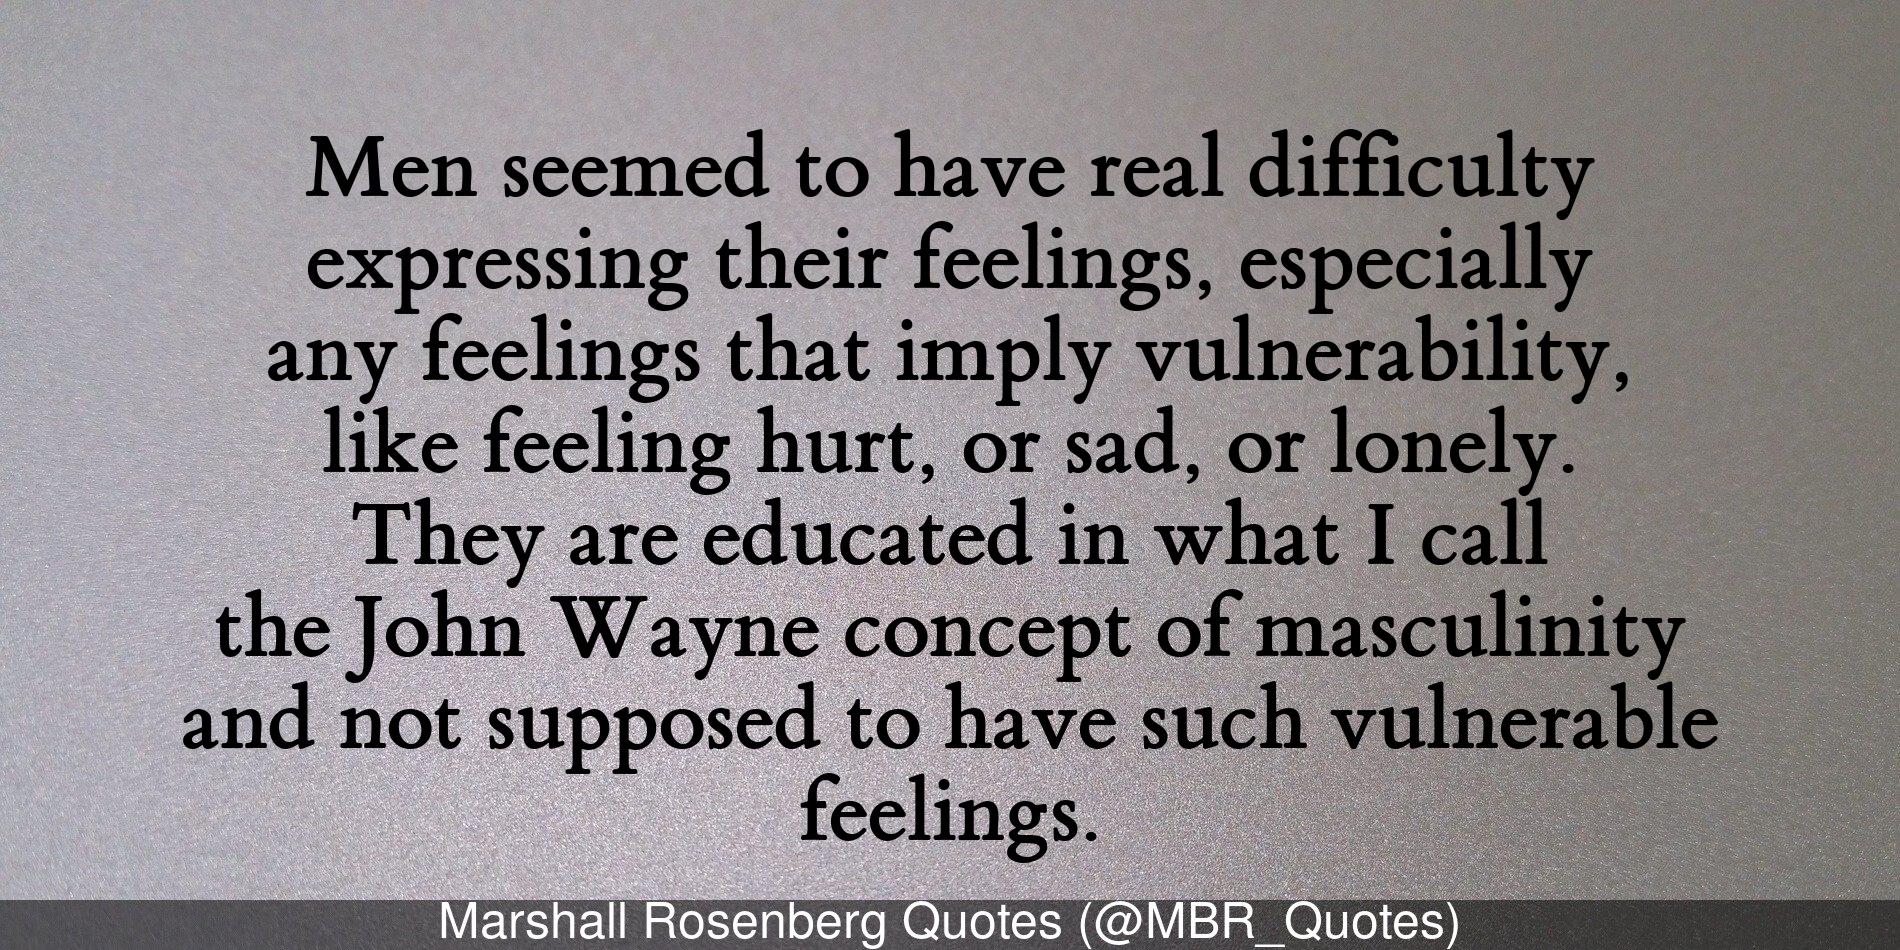 Men seemed to have real difficulty
expressing their feelings, especially
any feelings that imply vulnerability,
like feeling hurt, or sad, or lonely.
They are educated in what I call
the John Wayne concept of masculinity
and not supposed to have such vulnerable
feelings.
Marshall Rosenberg Quotes (@MBR_Quotes)